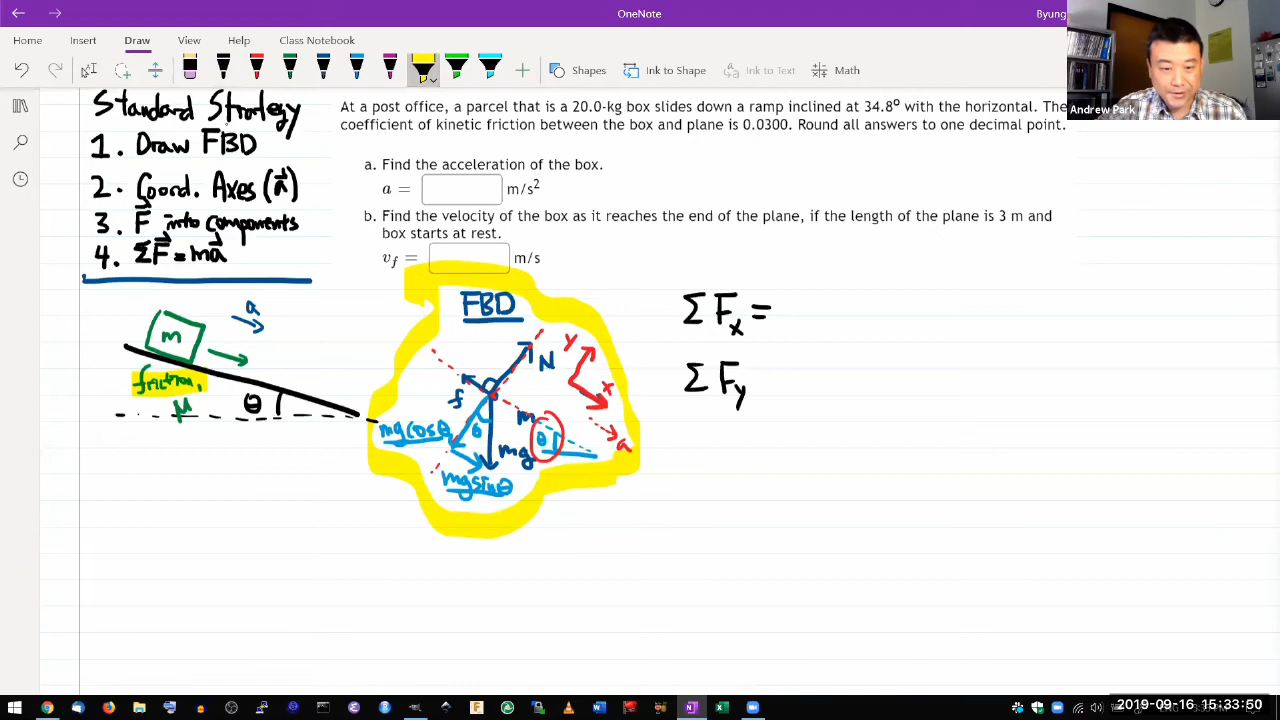 OneNote
Byung
Home Insert Draw View Help Class Notebook
Shapes Ink to Shape Ink to Text Math
Andrew Park
Standard Strategy
1. Draw FBD
2. Coord. Axes (a⃗)
3. F⃗ into components
4. ΣF⃗ = ma⃗
At a post office, a parcel that is a 20.0-kg box slides down a ramp inclined at 34.8° with the horizontal. The
coefficient of kinetic friction between the box and plane is 0.0300. Round all answers to one decimal point.
a. Find the acceleration of the box.
a = m/s²
b. Find the velocity of the box as it reaches the end of the plane, if the length of the plane is 3 m and
box starts at rest.
v_f = m/s
m
a⃗
friction,
μ
θ
FBD
y
x
N
f
m
a
mg cosθ
θ
θ
mg
mg sinθ
ΣFx =
ΣFy
2019-09-16 15:33:50